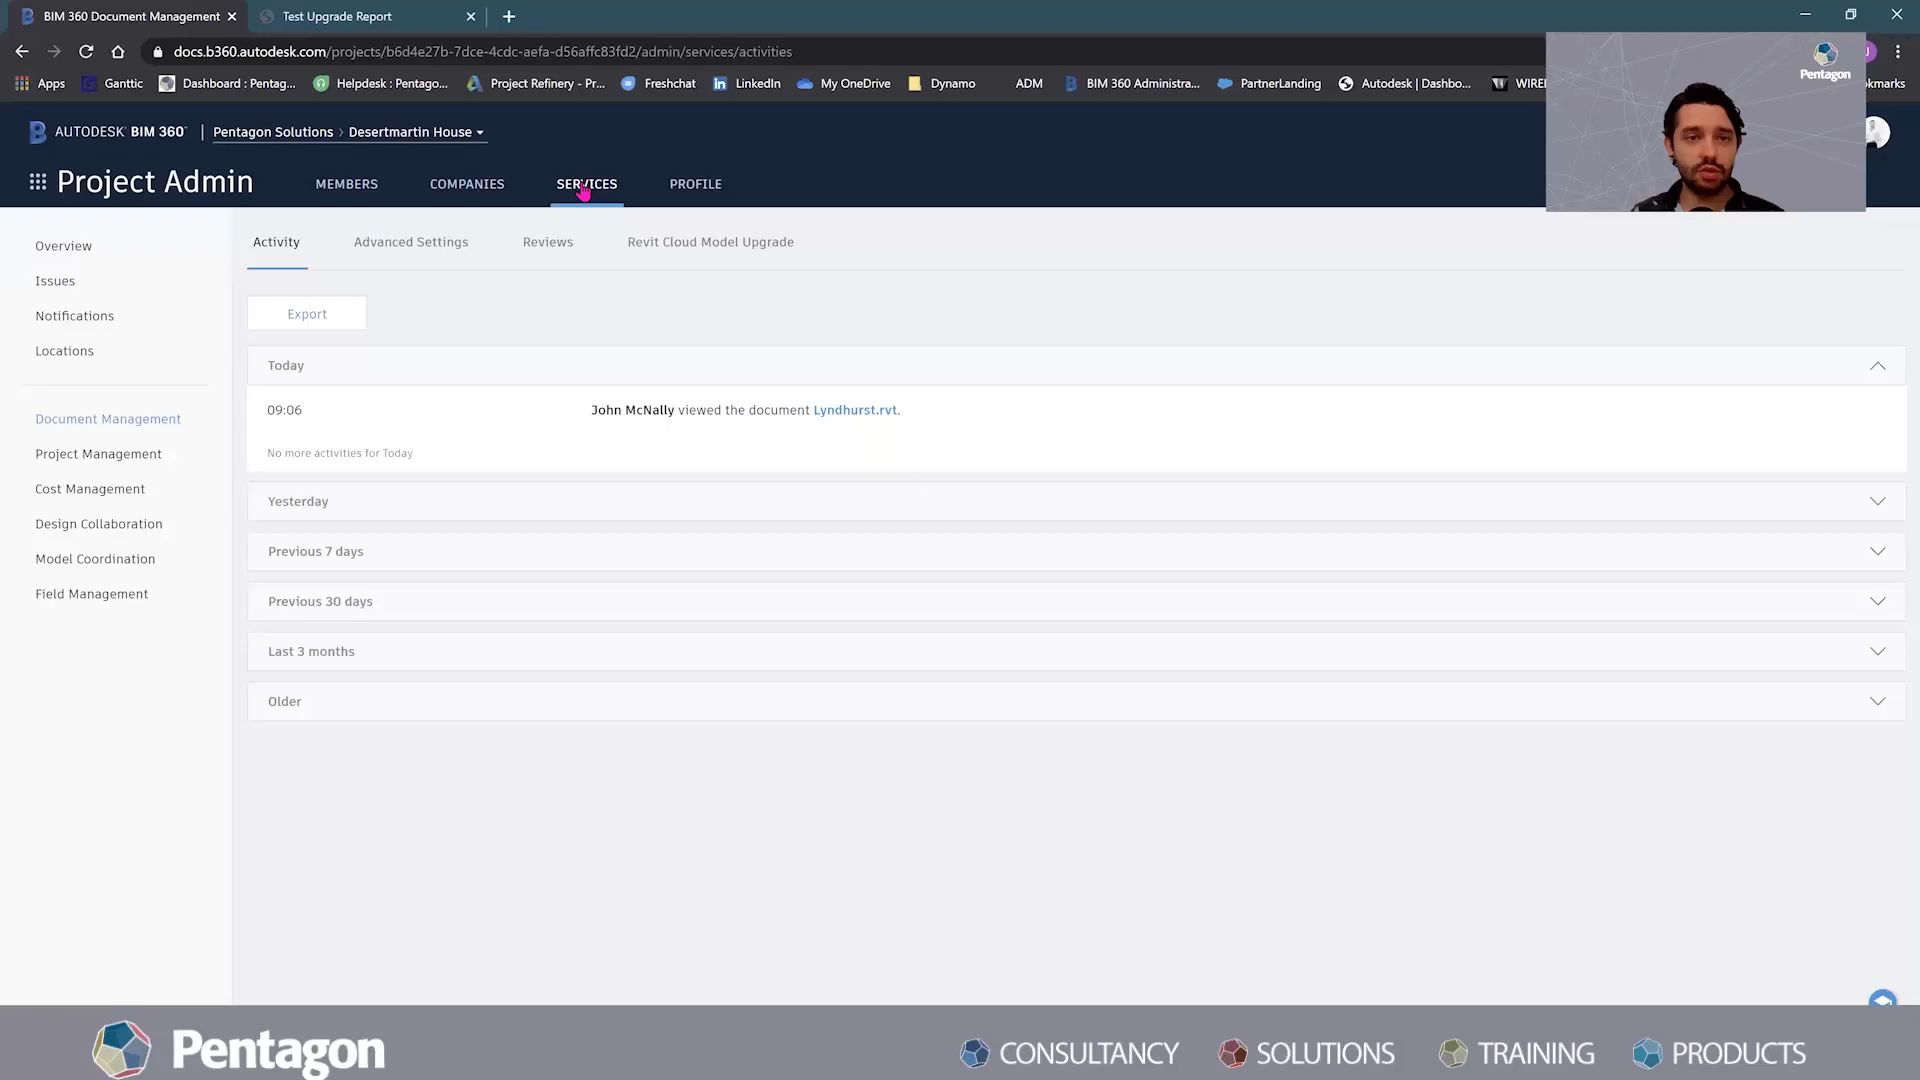 BIM 360 Document Management
Test Upgrade Report
docs.b360.autodesk.com/projects/b6d4e27b-7dce-4cdc-aefa-d56affc83fd2/admin/services/activities
Apps Ganttic Dashboard : Pentag... Helpdesk : Pentago... Project Refinery - Pr... Freshchat LinkedIn My OneDrive Dynamo ADM BIM 360 Administra... PartnerLanding Autodesk | Dashbo...
Pentagon
AUTODESK BIM 360 Pentagon Solutions > Desertmartin House
Project Admin MEMBERS COMPANIES SERVICES PROFILE
Overview
Issues
Notifications
Locations
Document Management
Project Management
Cost Management
Design Collaboration
Model Coordination
Field Management
Activity Advanced Settings Reviews Revit Cloud Model Upgrade
Export
Today
09:06 John McNally viewed the document Lyndhurst.rvt.
No more activities for Today
Yesterday
Previous 7 days
Previous 30 days
Last 3 months
Older
Pentagon CONSULTANCY SOLUTIONS TRAINING PRODUCTS